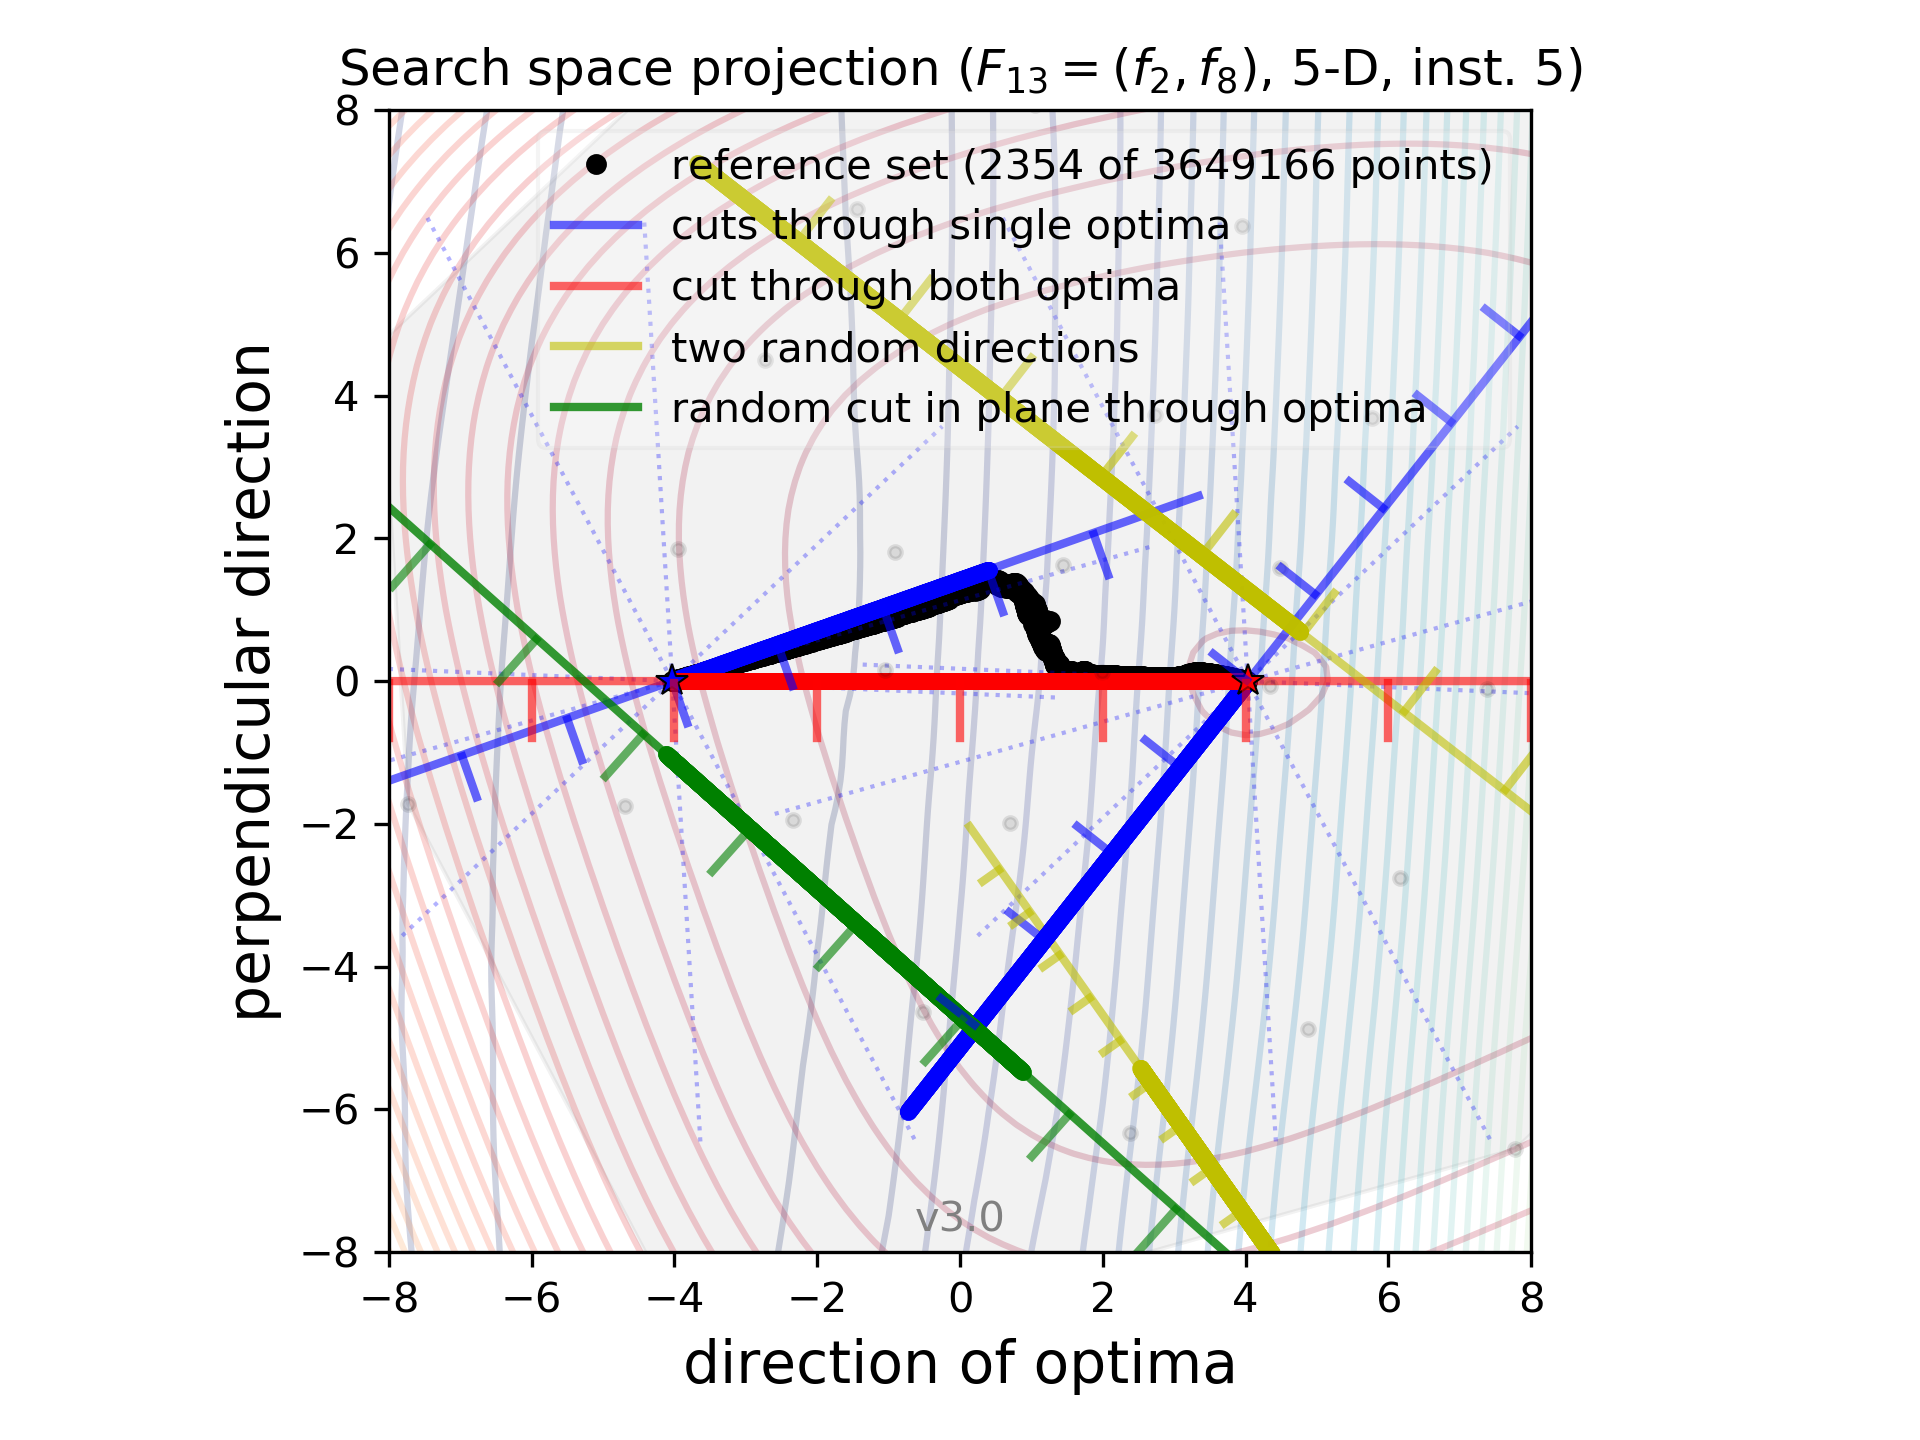 Search space projection (F₁₃ = (f₂, f₈), 5-D, inst. 5)
reference set (2354 of 3649166 points)
cuts through single optima
cut through both optima
two random directions
random cut in plane through optima
8
6
4
2
0
−2
−4
−6
−8
perpendicular direction
v3.0
−8 −6 −4 −2 0 2 4 6 8
direction of optima